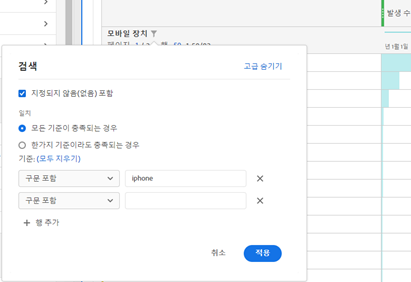 발생 수
모바일 장치
년 1월 1일
검색
고급 숨기기
지정되지 않음(없음) 포함
일치
모든 기준이 충족되는 경우
한가지 기준이라도 충족되는 경우
기준: (모두 지우기)
구문 포함 iphone
구문 포함
+ 행 추가
취소 적용